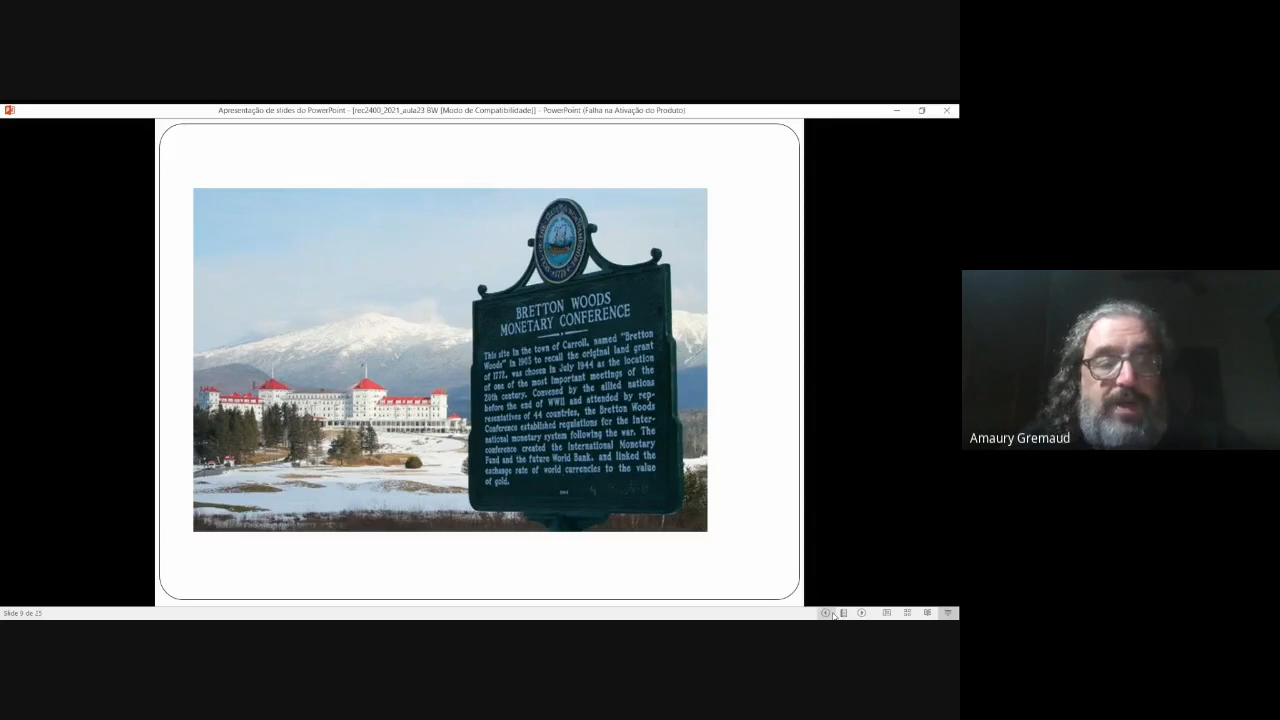 Apresentação de slides do PowerPoint - [rec2400_2021_aula23 BW [Modo de Compatibilidade]] - PowerPoint (Falha na Ativação do Produto)
BRETTON WOODS
MONETARY CONFERENCE
This site in the town of Carroll, named "Bretton
Woods" in 1903 to recall the original land grant
of 1772, was chosen in July 1944 as the location
of one of the most important meetings of the
20th century. Convened by the allied nations
before the end of WWII and attended by rep-
resentatives of 44 countries, the Bretton Woods
Conference established regulations for the inter-
national monetary system following the war. The
conference created the International Monetary
Fund and the future World Bank, and linked the
exchange rate of world currencies to the value
of gold.
Amaury Gremaud
Slide 9 de 25